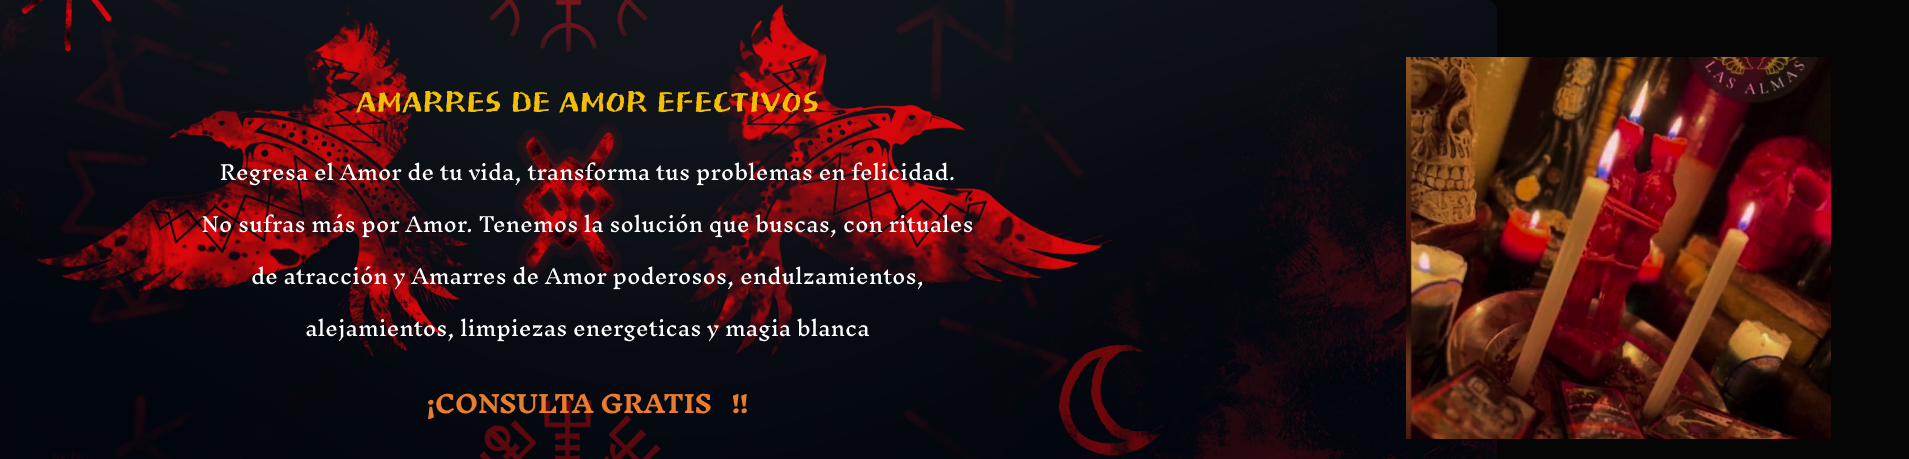 AMARRES DE AMOR EFECTIVOS
Regresa el Amor de tu vida, transforma tus problemas en felicidad.
No sufras más por Amor. Tenemos la solución que buscas, con rituales
de atracción y Amarres de Amor poderosos, endulzamientos,
alejamientos, limpiezas energeticas y magia blanca
¡CONSULTA GRATIS !!
LAS ALMAS